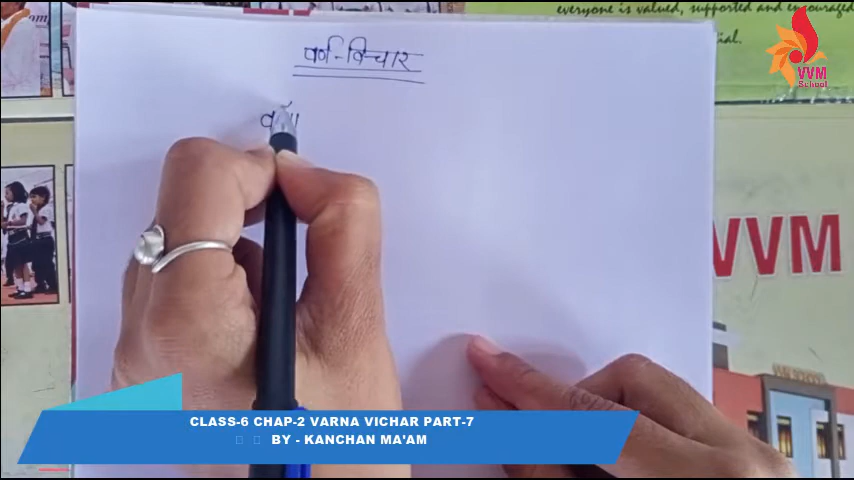 everyone is valued, supported and encouraged
ial.
VVM
School
वर्ण-विचार
VVM
CLASS-6 CHAP-2 VARNA VICHAR PART-7
BY - KANCHAN MA'AM